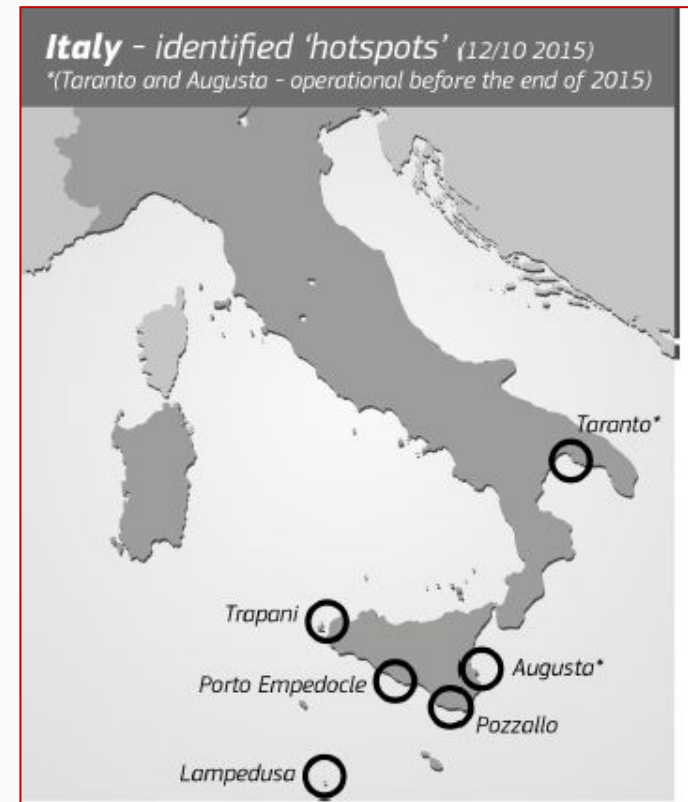 Italy - identified 'hotspots' (12/10 2015)
*(Taranto and Augusta - operational before the end of 2015)
Taranto*
Trapani
Augusta*
Porto Empedocle
Pozzallo
Lampedusa